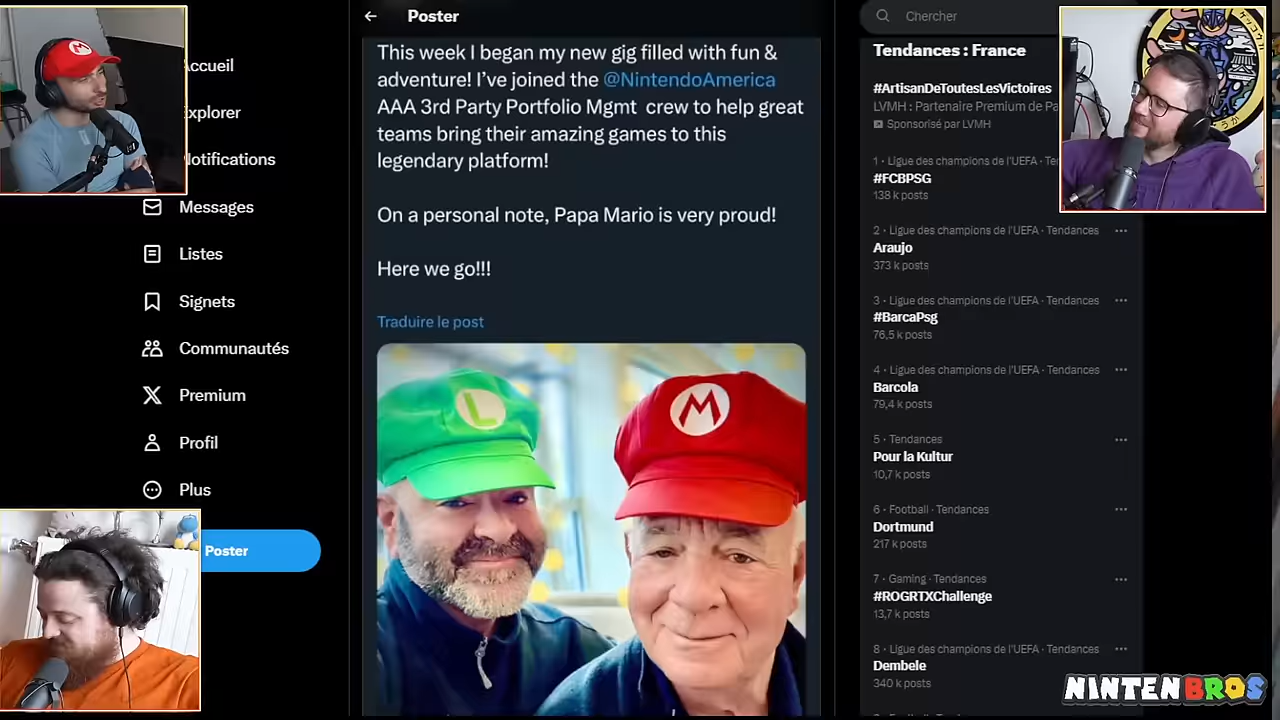 Poster
This week I began my new gig filled with fun &
adventure! I've joined the @NintendoAmerica
AAA 3rd Party Portfolio Mgmt crew to help great
teams bring their amazing games to this
legendary platform!
On a personal note, Papa Mario is very proud!
Here we go!!!
Traduire le post
L
M
M
ccueil
xplorer
Notifications
Messages
Listes
Signets
Communautés
Premium
Profil
Plus
Poster
Chercher
Tendances : France
#ArtisanDeToutesLesVictoires
LVMH : Partenaire Premium de Pa
Sponsorisé par LVMH
1 · Ligue des champions de l'UEFA · Ten
#FCBPSG
138 k posts
2 · Ligue des champions de l'UEFA · Tendances
Araujo
373 k posts
3 · Ligue des champions de l'UEFA · Tendances
#BarcaPsg
76,5 k posts
4 · Ligue des champions de l'UEFA · Tendances
Barcola
79,4 k posts
5 · Tendances
Pour la Kultur
10,7 k posts
6 · Football · Tendances
Dortmund
217 k posts
7 · Gaming · Tendances
#ROGRTXChallenge
13,7 k posts
8 · Ligue des champions de l'UEFA · Tendances
Dembele
340 k posts
NINTENBROS